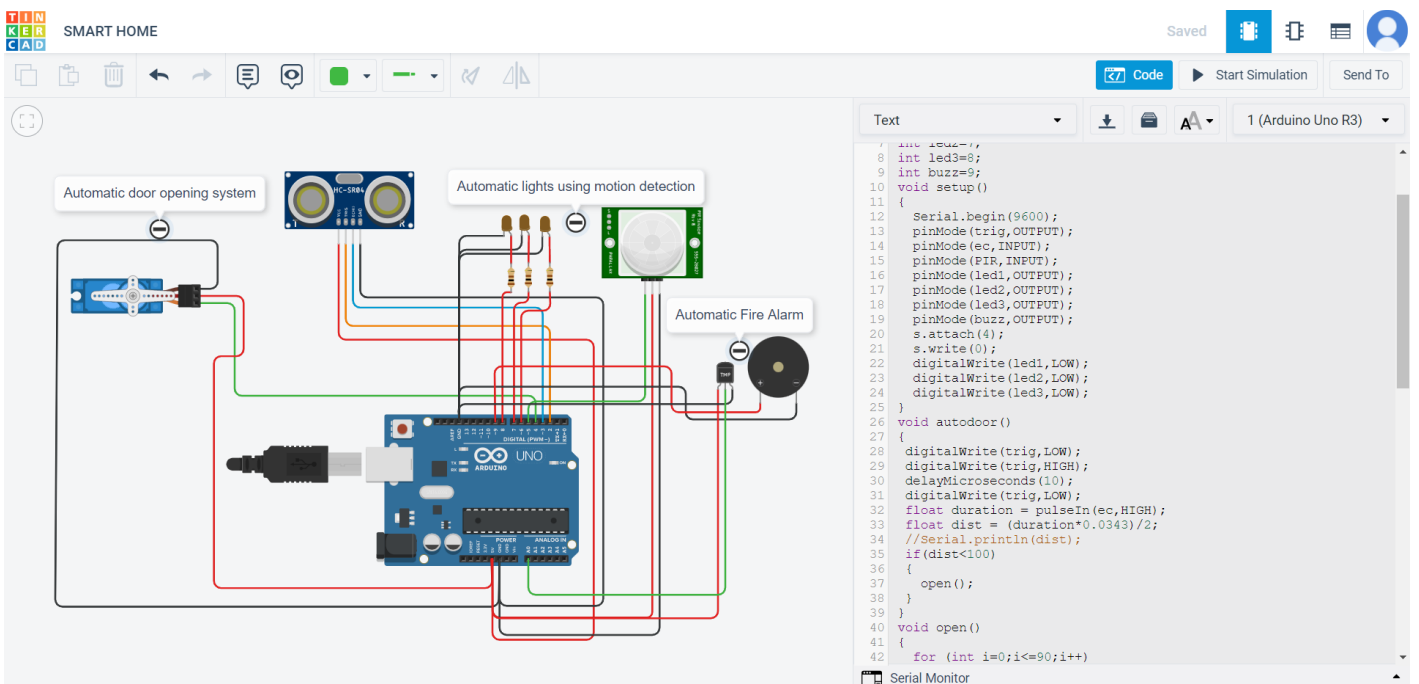 TIN
KER
CAD
SMART HOME
Saved
Code
Start Simulation
Send To
Text
1 (Arduino Uno R3)
Automatic door opening system
HC-SR04
T
R
Automatic lights using motion detection
Automatic Fire Alarm
TMP
+
-
DIGITAL (PWM~)
UNO
ARDUINO
L
TX
RX
ON
POWER
ANALOG IN
7 int led2=7;
8 int led3=8;
9 int buzz=9;
10 void setup()
11 {
12 Serial.begin(9600);
13 pinMode(trig,OUTPUT);
14 pinMode(ec,INPUT);
15 pinMode(PIR,INPUT);
16 pinMode(led1,OUTPUT);
17 pinMode(led2,OUTPUT);
18 pinMode(led3,OUTPUT);
19 pinMode(buzz,OUTPUT);
20 s.attach(4);
21 s.write(0);
22 digitalWrite(led1,LOW);
23 digitalWrite(led2,LOW);
24 digitalWrite(led3,LOW);
25 }
26 void autodoor()
27 {
28 digitalWrite(trig,LOW);
29 digitalWrite(trig,HIGH);
30 delayMicroseconds(10);
31 digitalWrite(trig,LOW);
32 float duration = pulseIn(ec,HIGH);
33 float dist = (duration*0.0343)/2;
34 //Serial.println(dist);
35 if(dist<100)
36 {
37 open();
38 }
39 }
40 void open()
41 {
42 for (int i=0;i<=90;i++)
Serial Monitor